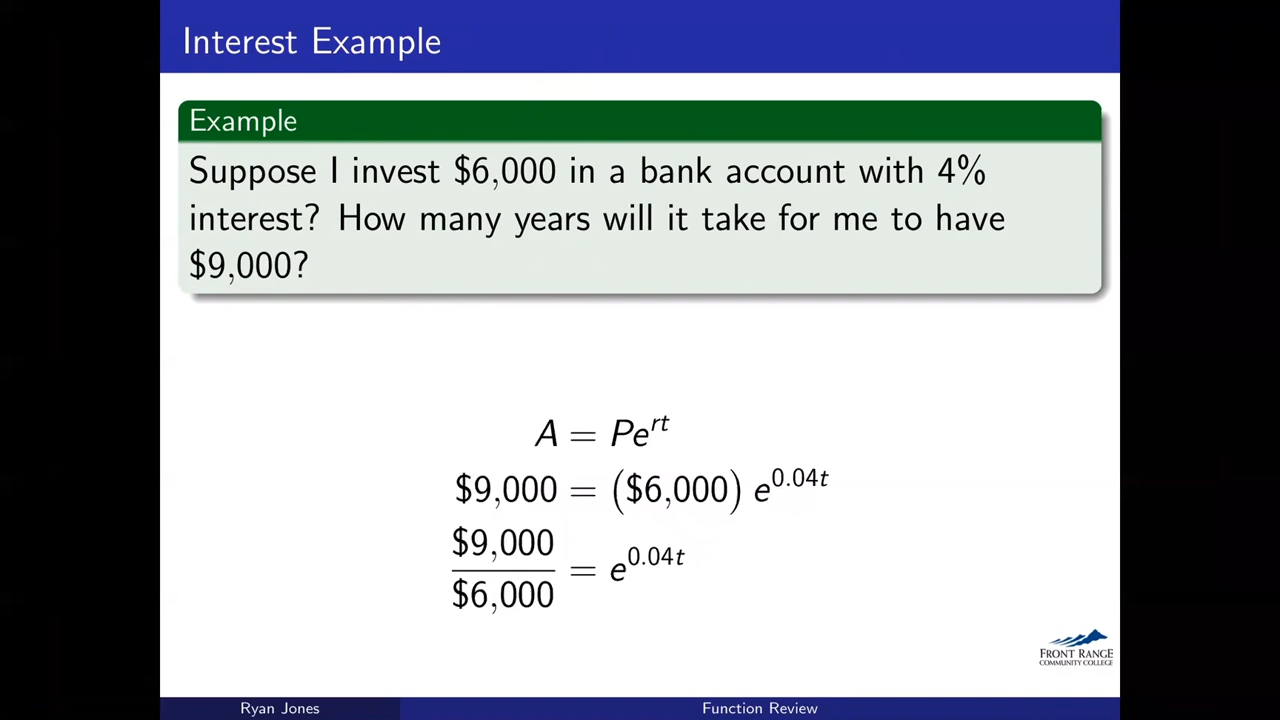 Interest Example
Example
Suppose I invest $6,000 in a bank account with 4%
interest? How many years will it take for me to have
$9,000?
A = Pe^{rt}
$9,000 = ($6,000) e^{0.04t}
\frac{$9,000}{$6,000} = e^{0.04t}
FRONT RANGE
COMMUNITY COLLEGE
Ryan Jones
Function Review